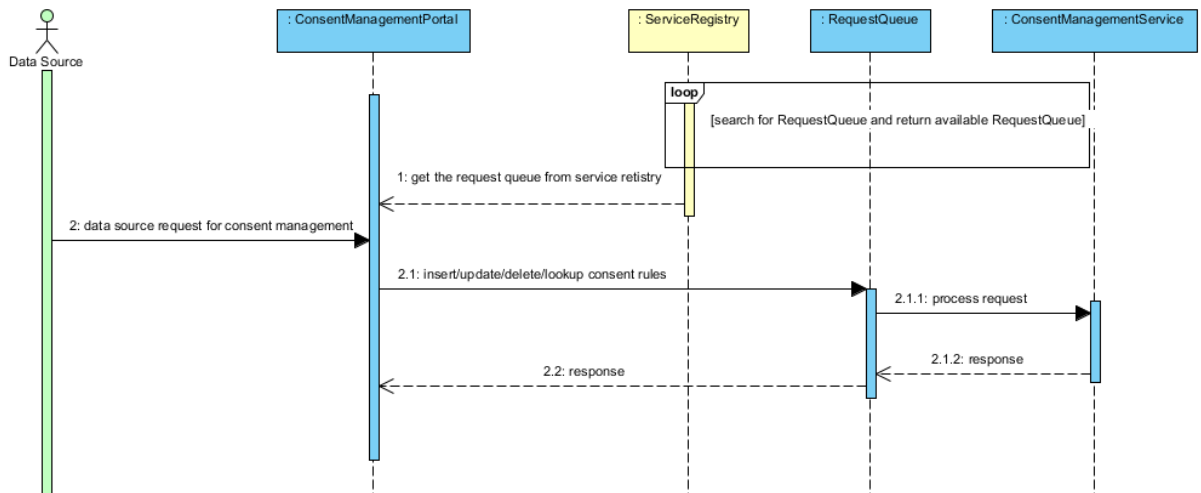 : ConsentManagementPortal
: ServiceRegistry
: RequestQueue
: ConsentManagementService
Data Source
loop
[search for RequestQueue and return available RequestQueue]
1: get the request queue from service retistry
2: data source request for consent management
2.1: insert/update/delete/lookup consent rules
2.1.1: process request
2.1.2: response
2.2: response